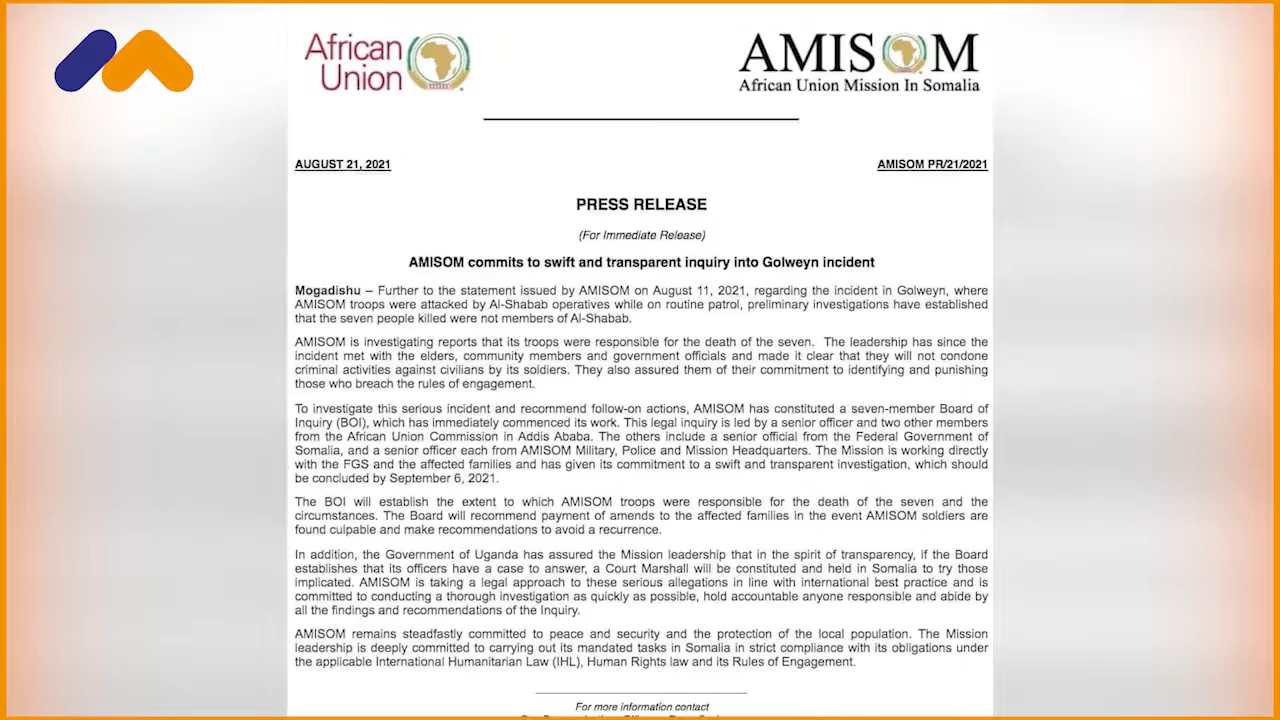 African
Union
AMISOM
African Union Mission In Somalia
AUGUST 21, 2021
AMISOM PR/21/2021
PRESS RELEASE
(For Immediate Release)
AMISOM commits to swift and transparent inquiry into Golweyn incident
Mogadishu – Further to the statement issued by AMISOM on August 11, 2021, regarding the incident in Golweyn, where
AMISOM troops were attacked by Al-Shabab operatives while on routine patrol, preliminary investigations have established
that the seven people killed were not members of Al-Shabab.
AMISOM is investigating reports that its troops were responsible for the death of the seven. The leadership has since the
incident met with the elders, community members and government officials and made it clear that they will not condone
criminal activities against civilians by its soldiers. They also assured them of their commitment to identifying and punishing
those who breach the rules of engagement.
To investigate this serious incident and recommend follow-on actions, AMISOM has constituted a seven-member Board of
Inquiry (BOI), which has immediately commenced its work. This legal inquiry is led by a senior officer and two other members
from the African Union Commission in Addis Ababa. The others include a senior official from the Federal Government of
Somalia, and a senior officer each from AMISOM Military, Police and Mission Headquarters. The Mission is working directly
with the FGS and the affected families and has given its commitment to a swift and transparent investigation, which should
be concluded by September 6, 2021.
The BOI will establish the extent to which AMISOM troops were responsible for the death of the seven and the
circumstances. The Board will recommend payment of amends to the affected families in the event AMISOM soldiers are
found culpable and make recommendations to avoid a recurrence.
In addition, the Government of Uganda has assured the Mission leadership that in the spirit of transparency, if the Board
establishes that its officers have a case to answer, a Court Marshall will be constituted and held in Somalia to try those
implicated. AMISOM is taking a legal approach to these serious allegations in line with international best practice and is
committed to conducting a thorough investigation as quickly as possible, hold accountable anyone responsible and abide by
all the findings and recommendations of the Inquiry.
AMISOM remains steadfastly committed to peace and security and the protection of the local population. The Mission
leadership is deeply committed to carrying out its mandated tasks in Somalia in strict compliance with its obligations under
the applicable International Humanitarian Law (IHL), Human Rights law and its Rules of Engagement.
For more information contact